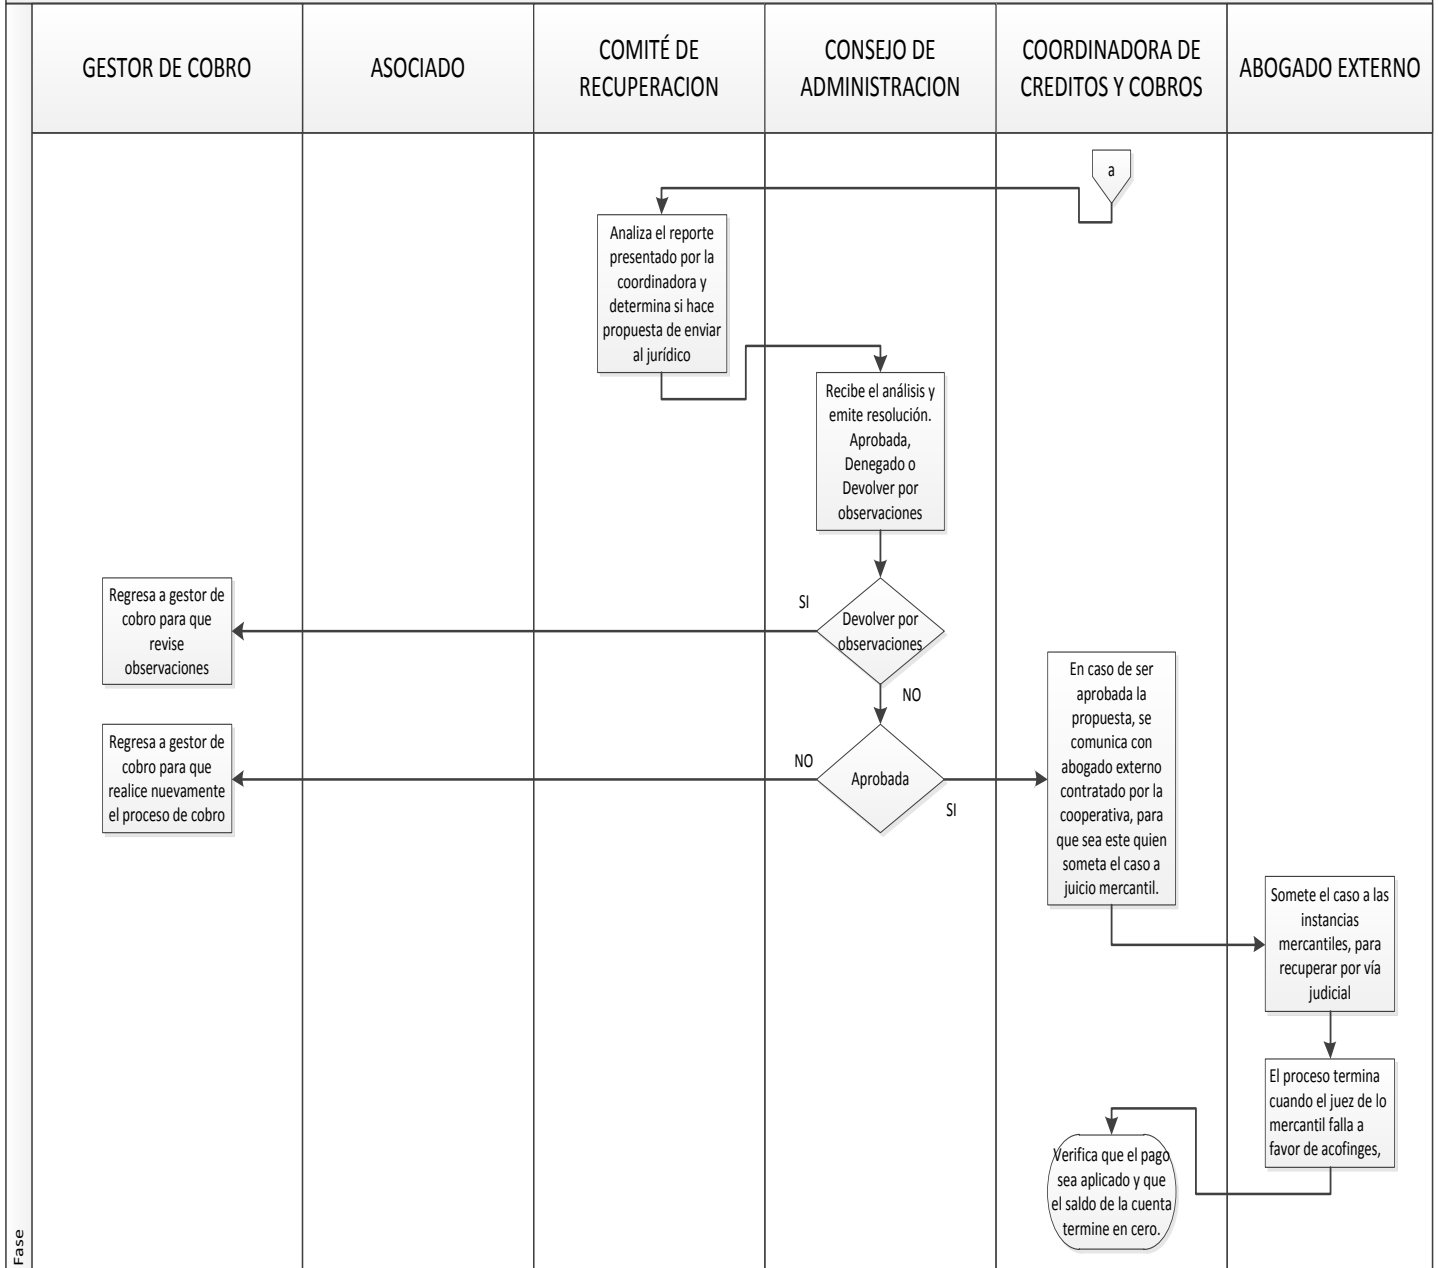 GESTOR DE COBRO
ASOCIADO
COMITÉ DE
RECUPERACION
CONSEJO DE
ADMINISTRACION
COORDINADORA DE
CREDITOS Y COBROS
ABOGADO EXTERNO
a
Analiza el reporte
presentado por la
coordinadora y
determina si hace
propuesta de enviar
al jurídico
Recibe el análisis y
emite resolución.
Aprobada,
Denegado o
Devolver por
observaciones
Devolver por
observaciones
SI
NO
Regresa a gestor de
cobro para que
revise
observaciones
Aprobada
NO
SI
Regresa a gestor de
cobro para que
realice nuevamente
el proceso de cobro
En caso de ser
aprobada la
propuesta, se
comunica con
abogado externo
contratado por la
cooperativa, para
que sea este quien
someta el caso a
juicio mercantil.
Somete el caso a las
instancias
mercantiles, para
recuperar por vía
judicial
El proceso termina
cuando el juez de lo
mercantil falla a
favor de acofinges,
Verifica que el pago
sea aplicado y que
el saldo de la cuenta
termine en cero.
Fase